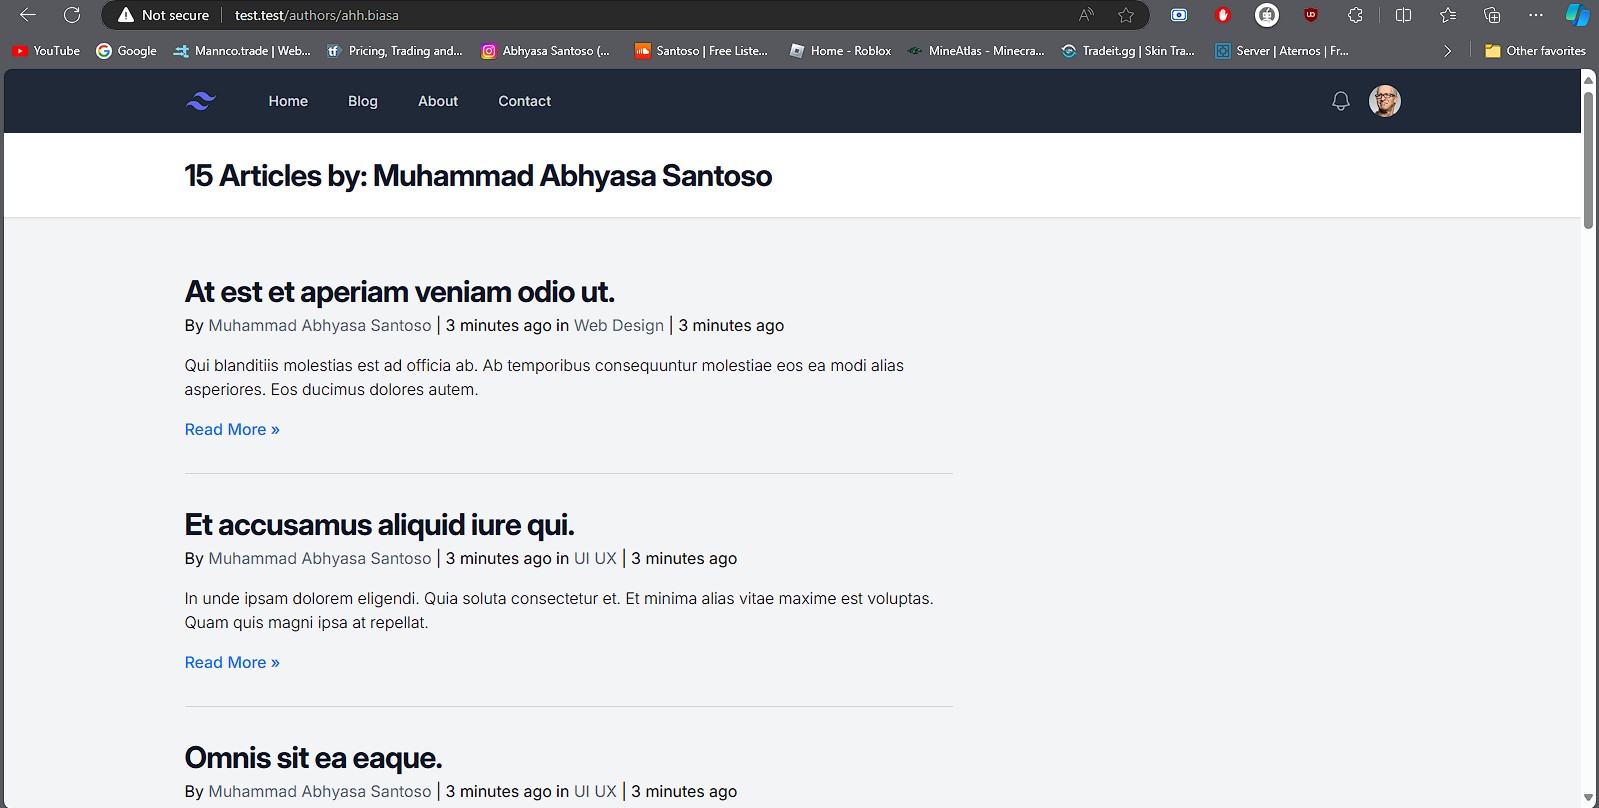 Not secure test.test/authors/ahh.biasa
YouTube Google Mannco.trade | Web... Pricing, Trading and... Abhyasa Santoso (... Santoso | Free Liste... Home - Roblox MineAtlas - Minecra... Tradeit.gg | Skin Tra... Server | Aternos | Fr... Other favorites
Home Blog About Contact
15 Articles by: Muhammad Abhyasa Santoso
At est et aperiam veniam odio ut.
By Muhammad Abhyasa Santoso | 3 minutes ago in Web Design | 3 minutes ago
Qui blanditiis molestias est ad officia ab. Ab temporibus consequuntur molestiae eos ea modi alias
asperiores. Eos ducimus dolores autem.
Read More »
Et accusamus aliquid iure qui.
By Muhammad Abhyasa Santoso | 3 minutes ago in UI UX | 3 minutes ago
In unde ipsam dolorem eligendi. Quia soluta consectetur et. Et minima alias vitae maxime est voluptas.
Quam quis magni ipsa at repellat.
Read More »
Omnis sit ea eaque.
By Muhammad Abhyasa Santoso | 3 minutes ago in UI UX | 3 minutes ago